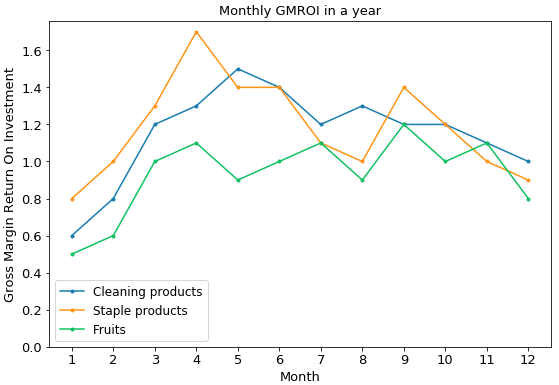 Monthly GMROI in a year
Gross Margin Return On Investment
1.6
1.4
1.2
1.0
0.8
0.6
0.4
0.2
0.0
Cleaning products
Staple products
Fruits
1 2 3 4 5 6 7 8 9 10 11 12
Month